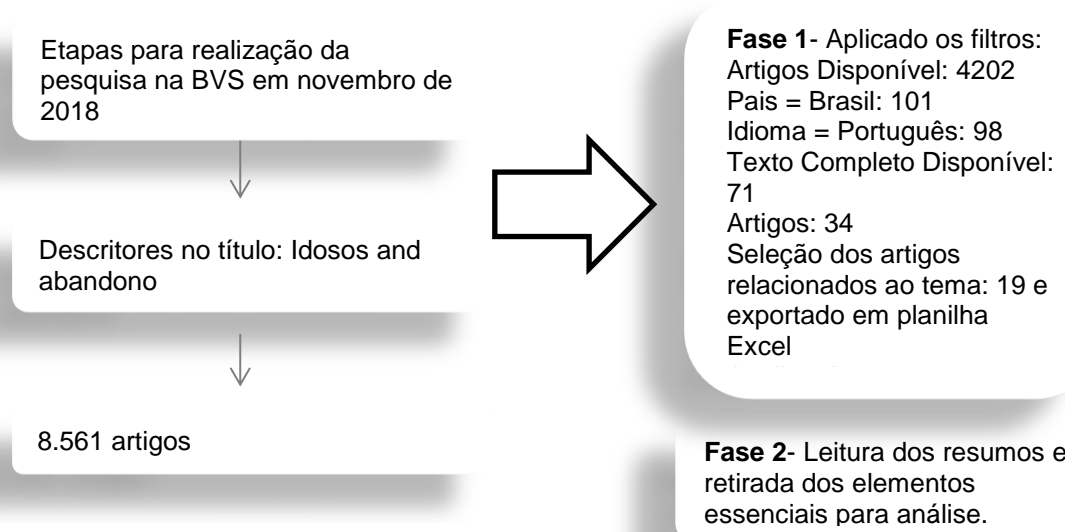 Etapas para realização da
pesquisa na BVS em novembro de
2018
Descritores no título: Idosos and
abandono
8.561 artigos
Fase 1- Aplicado os filtros:
Artigos Disponível: 4202
Pais = Brasil: 101
Idioma = Português: 98
Texto Completo Disponível:
71
Artigos: 34
Seleção dos artigos
relacionados ao tema: 19 e
exportado em planilha
Excel
Fase 2- Leitura dos resumos e
retirada dos elementos
essenciais para análise.